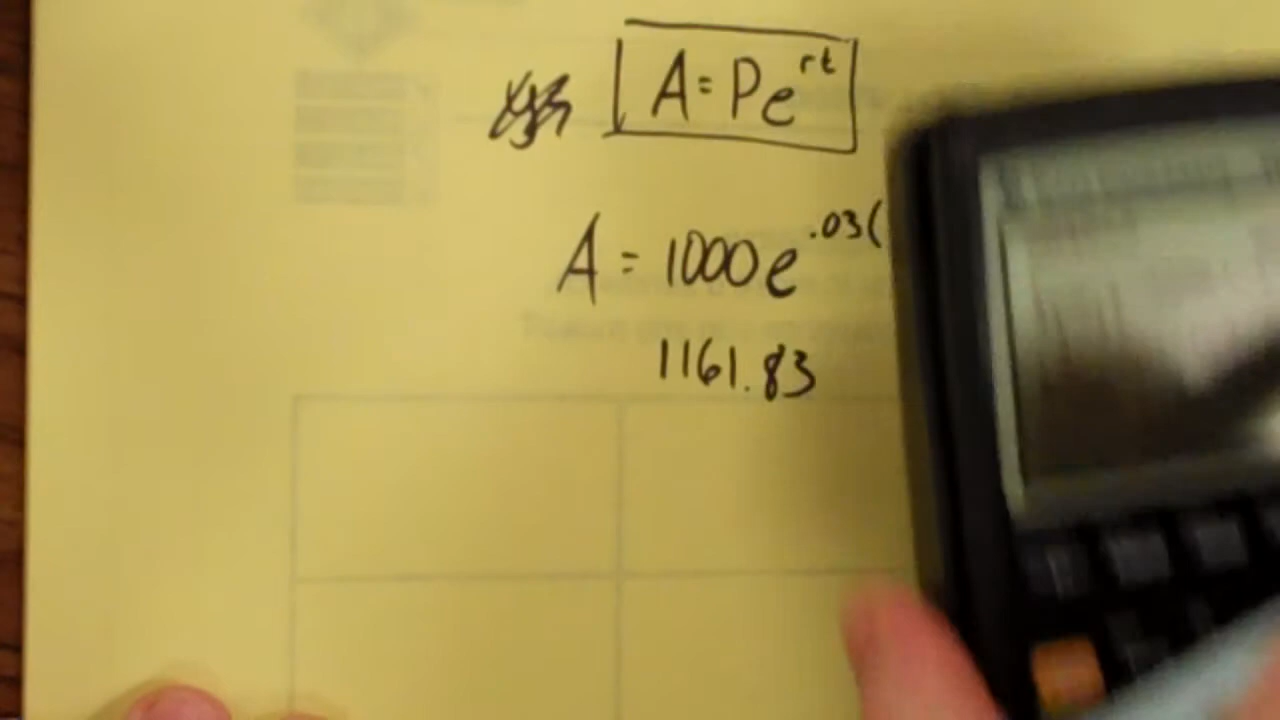 A = Pe^rt
A = 1000e^.03(
1161.83